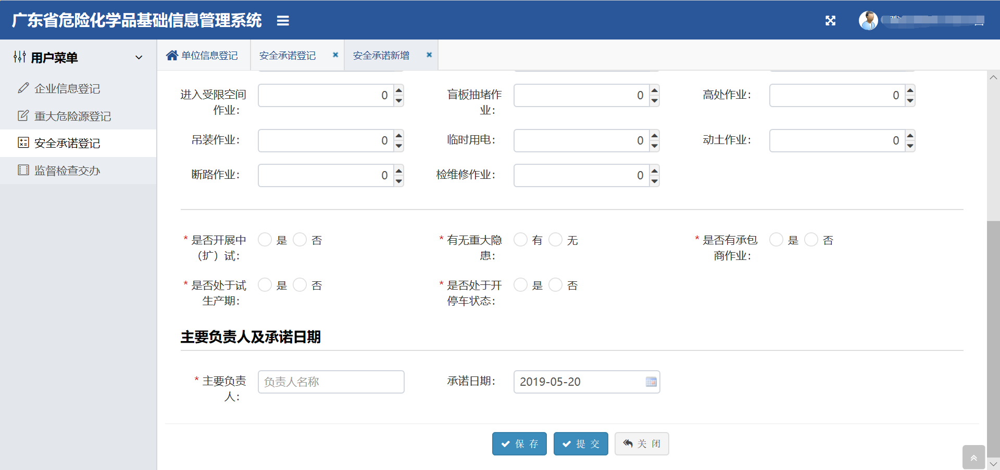 广东省危险化学品基础信息管理系统
用户菜单
企业信息登记
重大危险源登记
安全承诺登记
监督检查交办
单位信息登记 安全承诺登记 安全承诺新增
进入受限空间作业： 0 盲板抽堵作业： 0 高处作业： 0
吊装作业： 0 临时用电： 0 动土作业： 0
断路作业： 0 检维修作业： 0
* 是否开展中（扩）试： 是 否 * 有无重大隐患： 有 无 * 是否有承包商作业： 是 否
* 是否处于试生产期： 是 否 * 是否处于开停车状态： 是 否
主要负责人及承诺日期
* 主要负责人： 负责人名称 承诺日期： 2019-05-20
保 存 提 交 关 闭